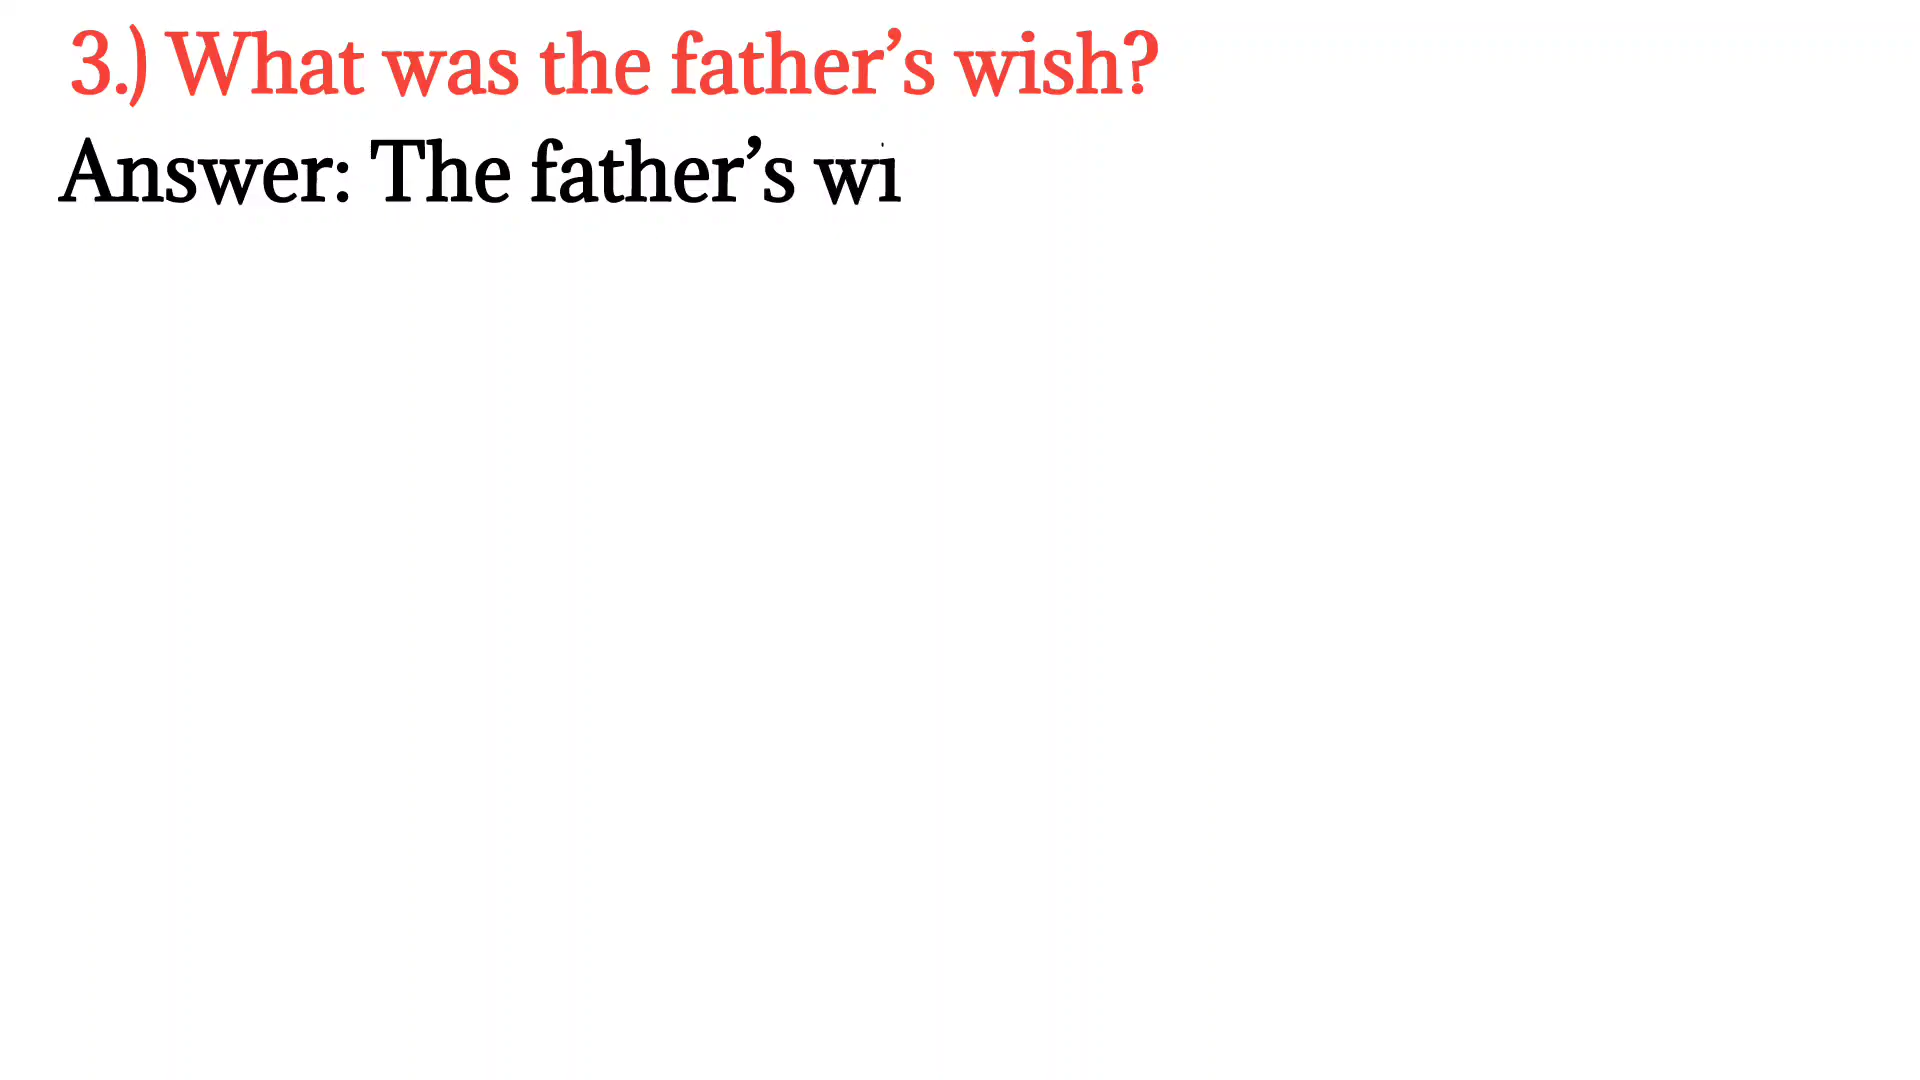 3.) What was the father’s wish?
Answer: The father’s wi